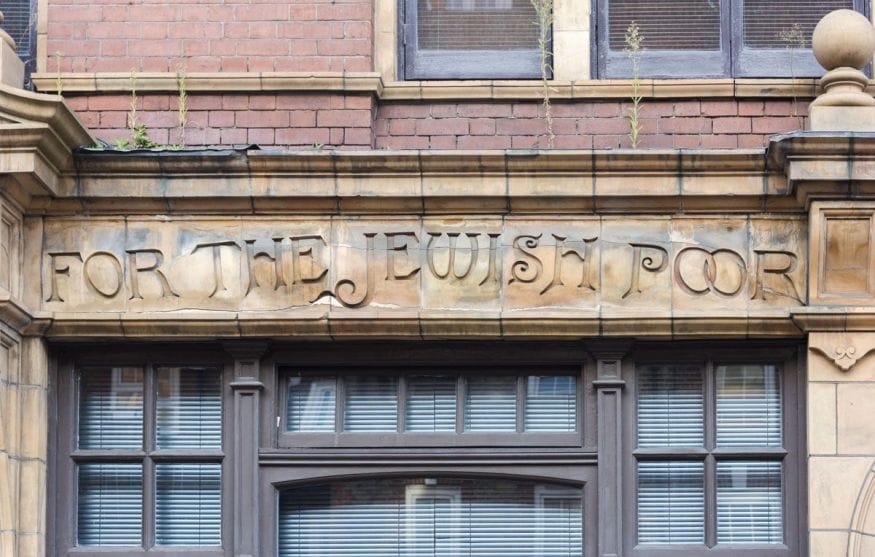 FOR THE JEWISH POOR